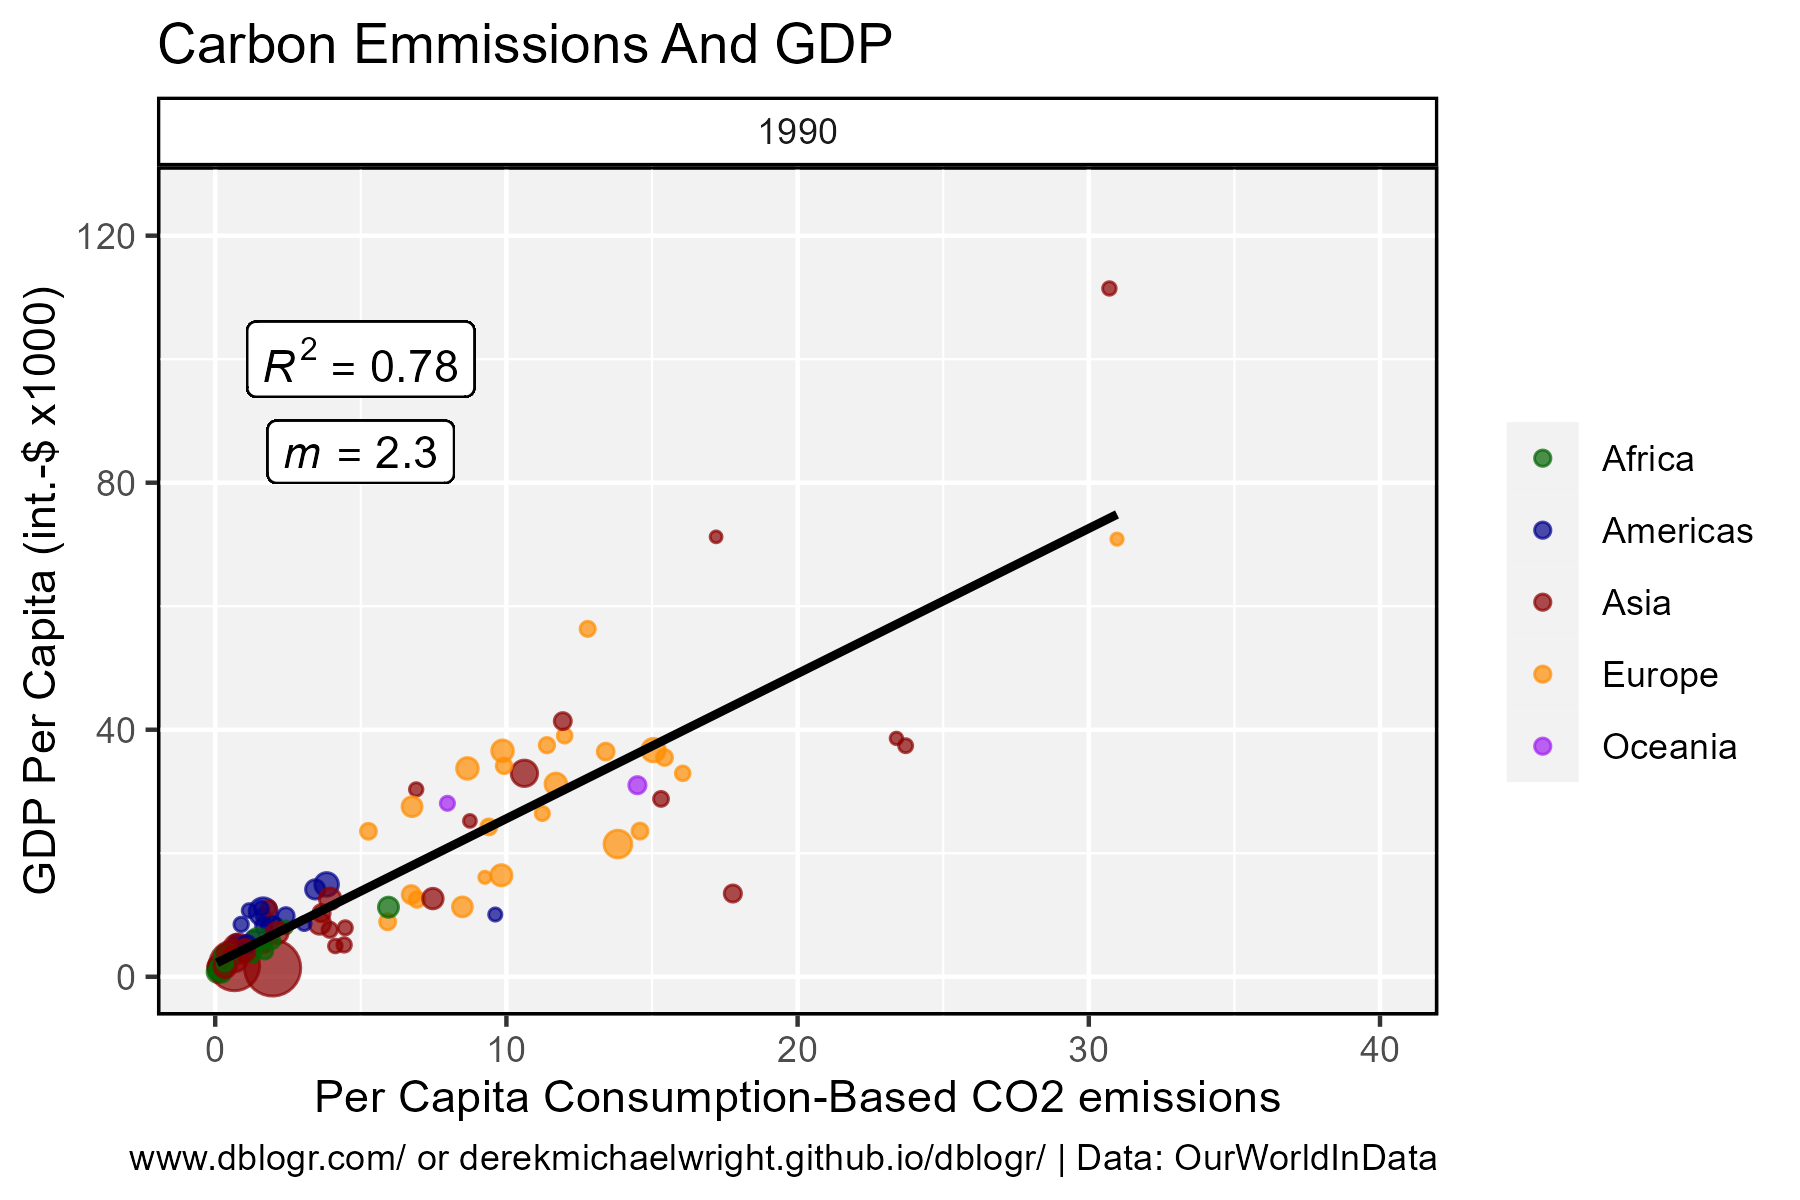 Carbon Emmissions And GDP
1990
GDP Per Capita (int.-$ x1000)
120
80
40
0
R² = 0.78
m = 2.3
0 10 20 30 40
Per Capita Consumption-Based CO2 emissions
Africa
Americas
Asia
Europe
Oceania
www.dblogr.com/ or derekmichaelwright.github.io/dblogr/ | Data: OurWorldInData